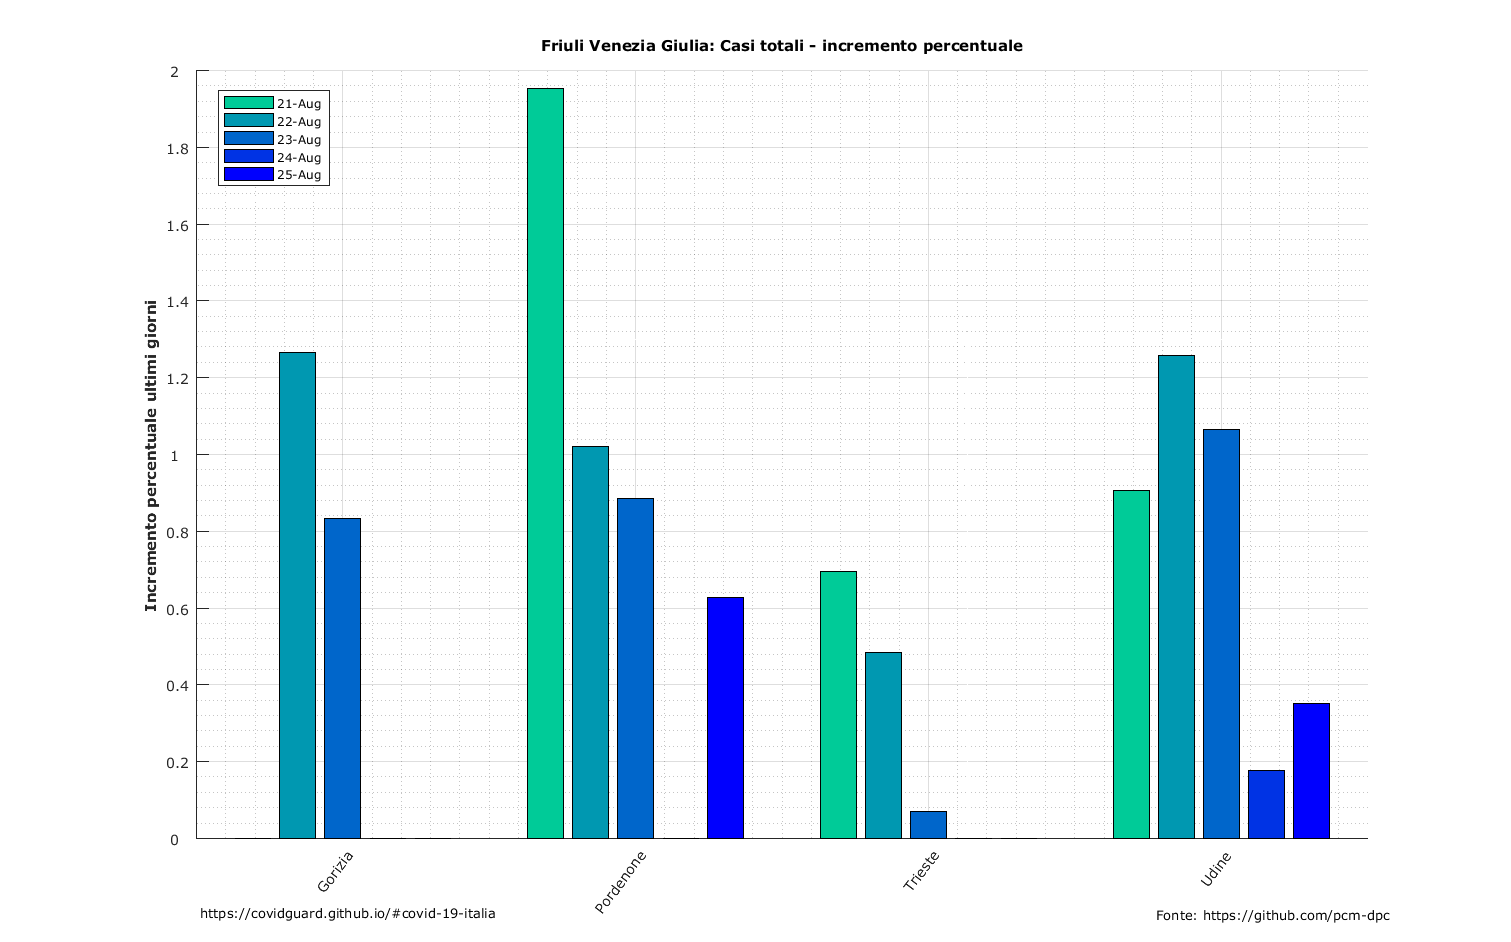 Friuli Venezia Giulia: Casi totali - incremento percentuale
Incremento percentuale ultimi giorni
2
1.8
1.6
1.4
1.2
1
0.8
0.6
0.4
0.2
0
21-Aug
22-Aug
23-Aug
24-Aug
25-Aug
Gorizia
Pordenone
Trieste
Udine
https://covidguard.github.io/#covid-19-italia
Fonte: https://github.com/pcm-dpc